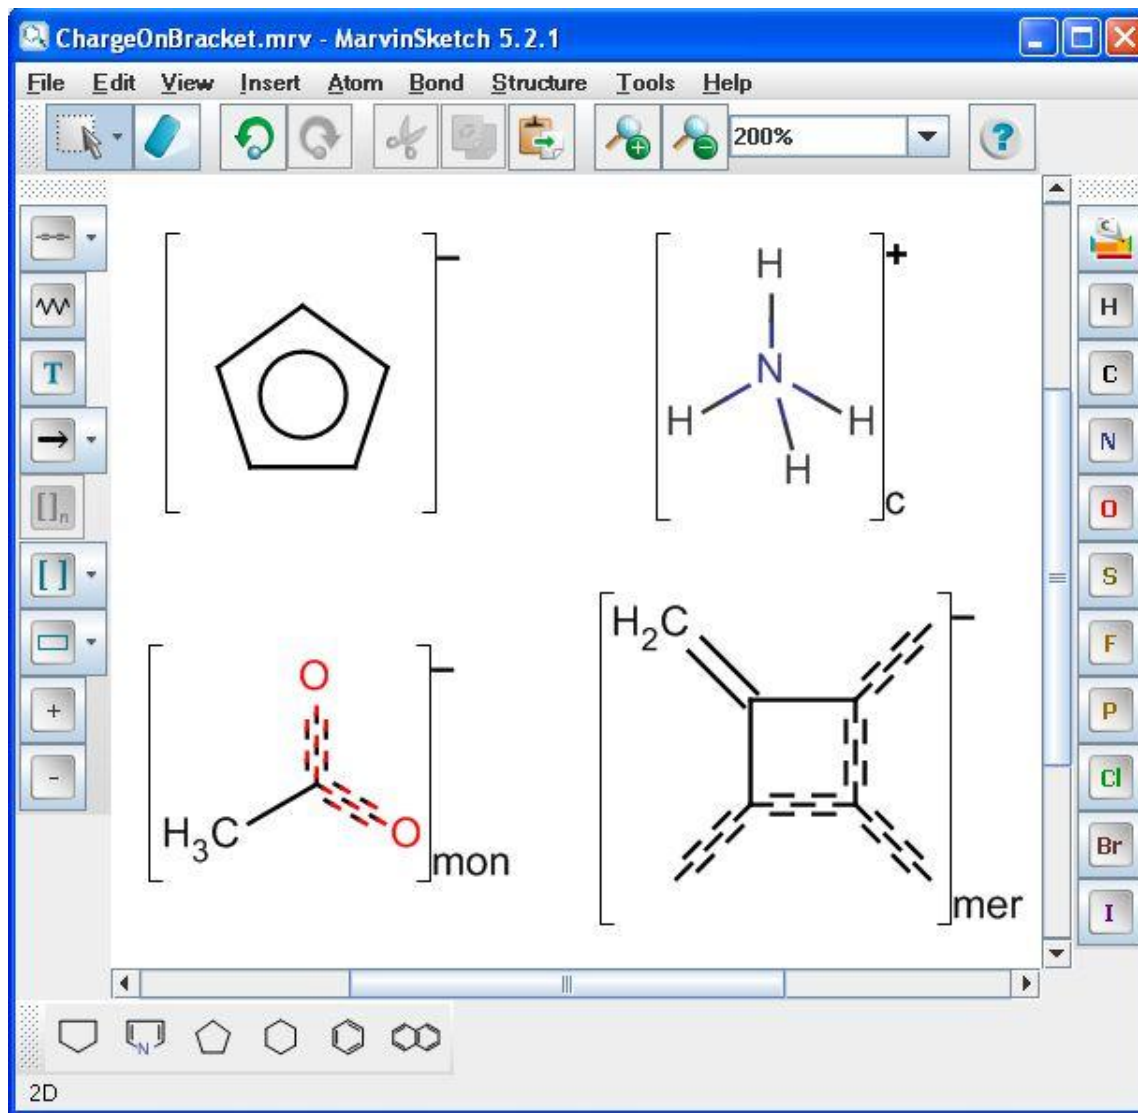 ChargeOnBracket.mrv - MarvinSketch 5.2.1
File Edit View Insert Atom Bond Structure Tools Help
200% ?
C
T
[ ]n
[ ]
+
-
−
+
H
N
H H
H
c
−
O
H3C O
mon
−
H2C
mer
H
C
N
O
S
F
P
Cl
Br
I
N
2D